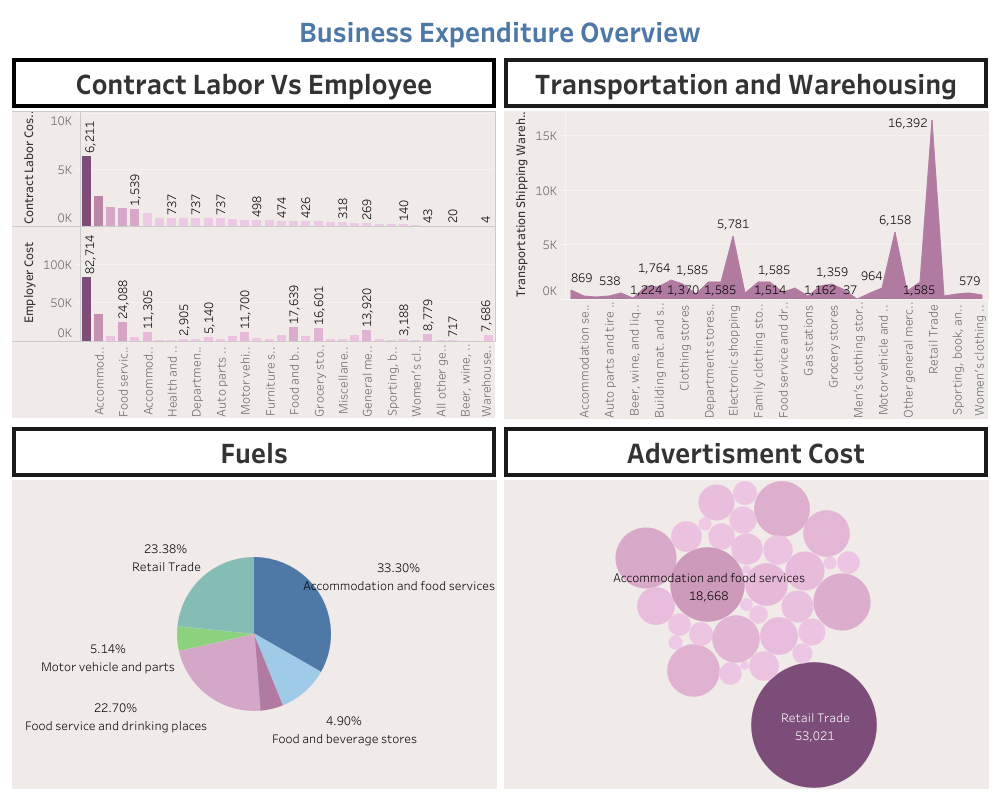 Business Expenditure Overview
Contract Labor Vs Employee
Contract Labor Cos..
10K
5K
0K
6,211
1,539
737
737
737
498
474
426
318
269
140
43
20
4
Employer Cost
100K
50K
0K
82,714
24,088
11,305
2,905
5,140
11,700
17,639
16,601
13,920
3,188
8,779
717
7,686
Accommod..
Food servic..
Accommod..
Health and ..
Departmen..
Auto parts ..
Motor vehi..
Furniture s..
Food and b..
Grocery sto..
Miscellane..
General me..
Sporting, b..
Women's cl..
All other ge..
Beer, wine, ..
Warehouse..
Transportation and Warehousing
Transportation Shipping Wareh..
15K
10K
5K
0K
869
538
1,224
1,764
1,370
1,585
1,585
5,781
1,514
1,585
1,162
1,359
37
964
6,158
1,585
16,392
579
Accommodation se..
Auto parts and tire ..
Beer, wine, and liq..
Building mat. and s..
Clothing stores
Department stores..
Electronic shopping
Family clothing sto..
Food service and dr..
Gas stations
Grocery stores
Men's clothing stor..
Motor vehicle and ..
Other general merc..
Retail Trade
Sporting, book, an..
Women's clothing ..
Fuels
23.38%
Retail Trade
33.30%
Accommodation and food services
5.14%
Motor vehicle and parts
22.70%
Food service and drinking places
4.90%
Food and beverage stores
Advertisment Cost
Accommodation and food services
18,668
Retail Trade
53,021